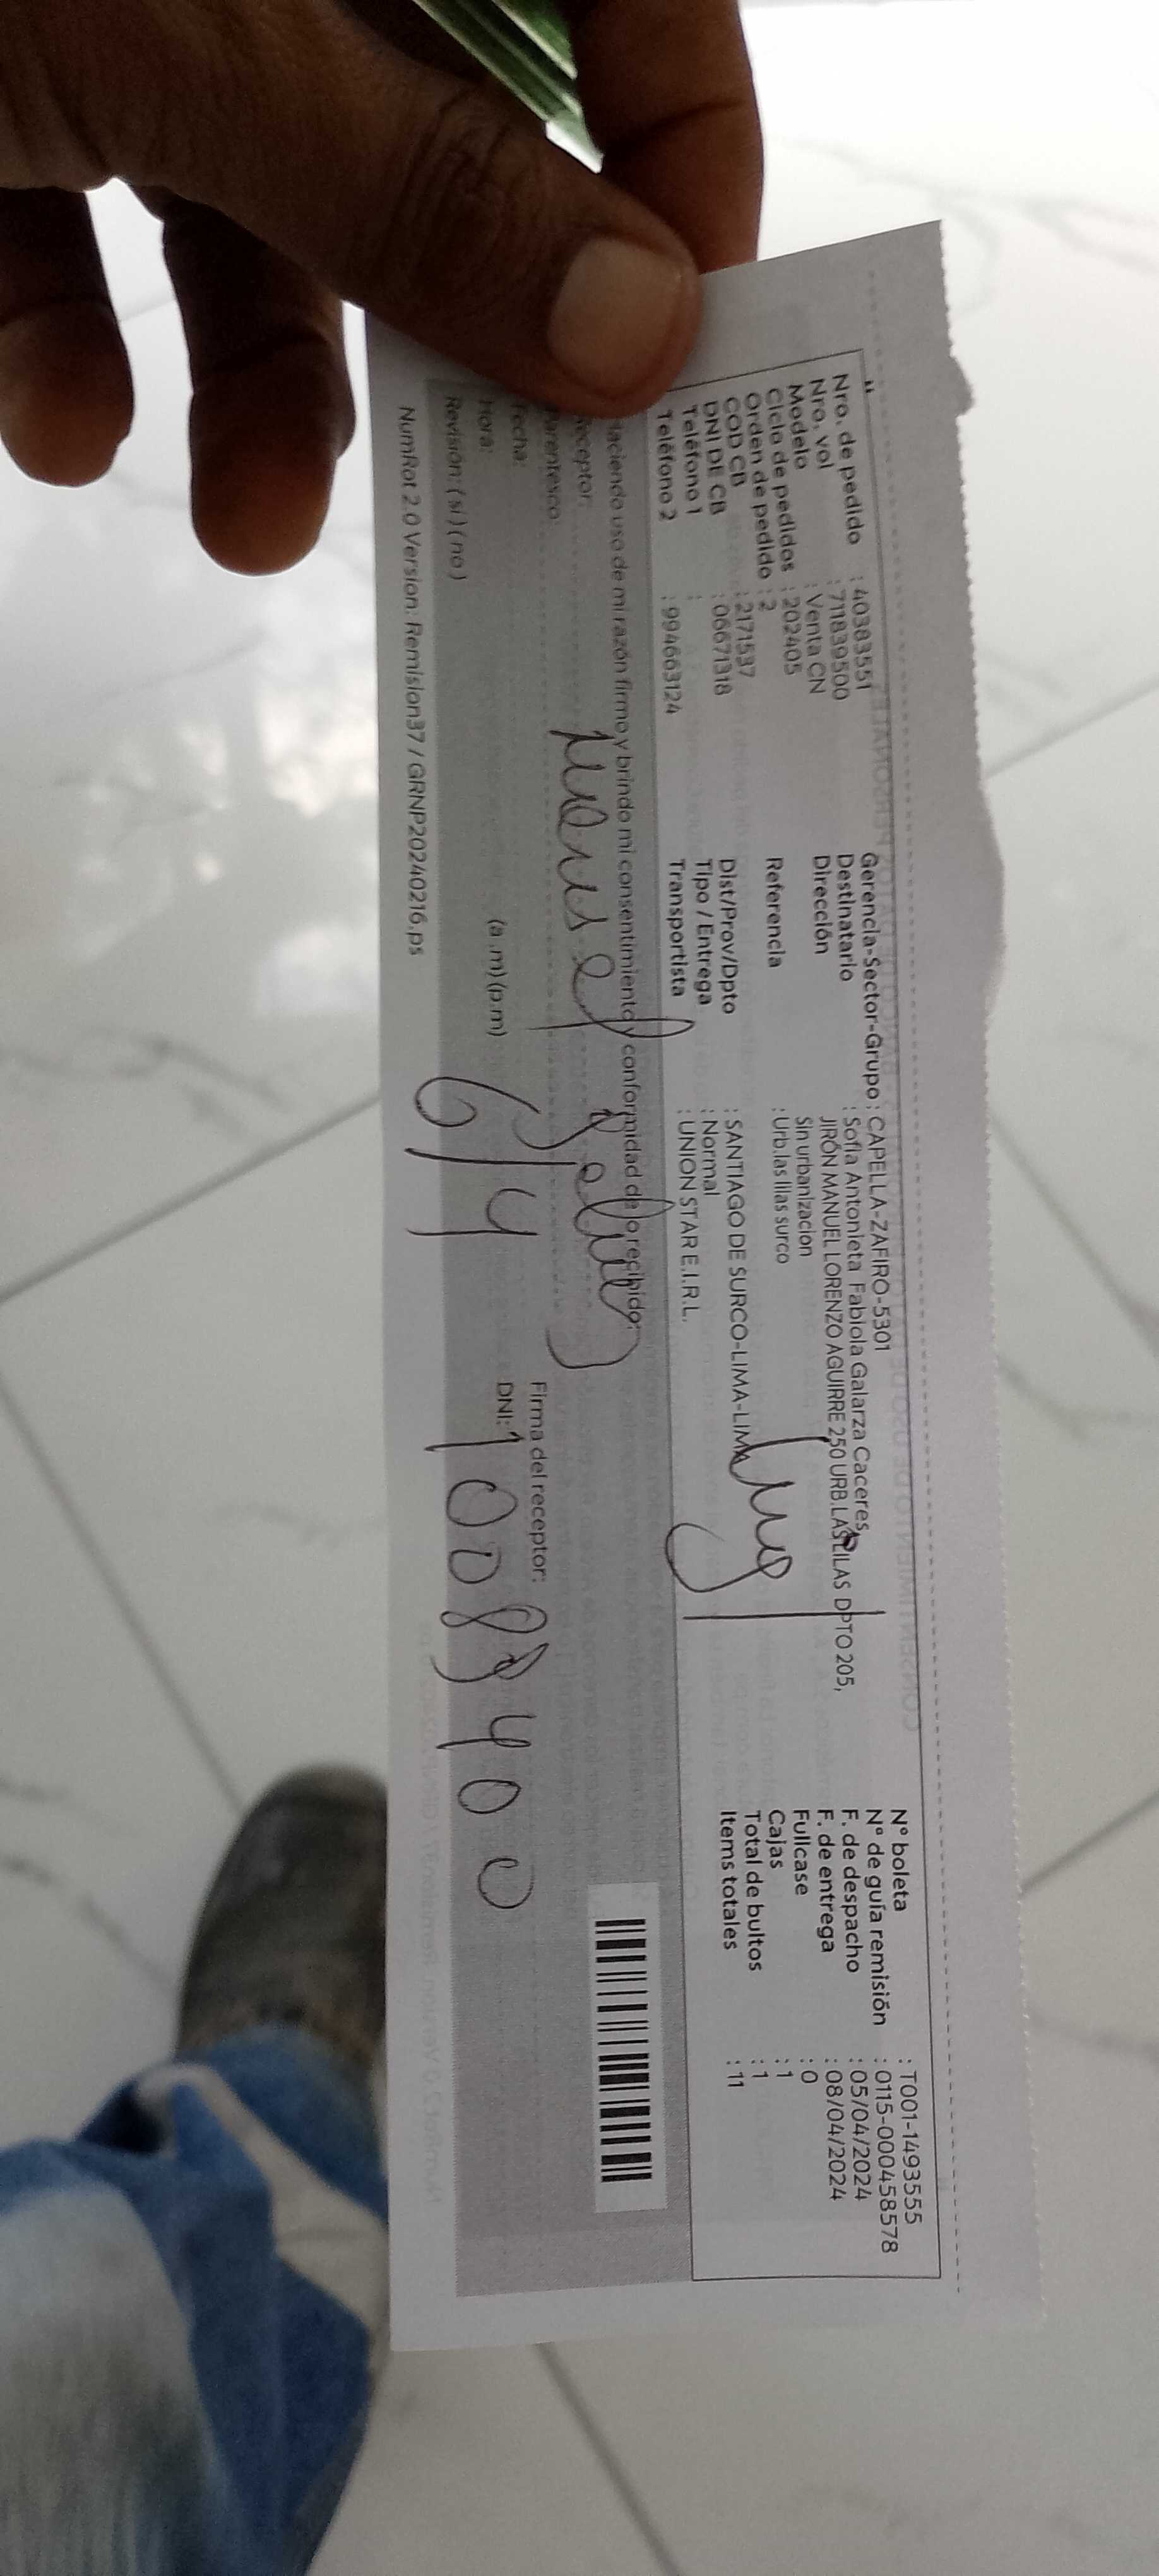 Nro. de pedido : 40383551
Nro. vol : 711839500
Modelo : Venta CN
Ciclo de pedidos : 202405
Orden de pedido : 2
COD CB : 2171537
DNI DE CB : 06671318
Teléfono 1 :
Teléfono 2 : 994663124
Gerencia-Sector-Grupo : CAPELLA-ZAFIRO-5301
Destinatario : Sofia Antonieta Fabiola Galarza Caceres
Dirección JIRÓN MANUEL LORENZO AGUIRRE 250 URB.LAS LILAS DPTO 205,
Sin urbanizacion
Referencia : Urb.las lilas surco
Dist/Prov/Dpto : SANTIAGO DE SURCO-LIMA-LIMA
Tipo / Entrega : Normal
Transportista : UNION STAR E.I.R.L.
N° boleta : T001-1493555
N° de guía remisión : 0115-000458578
F. de despacho : 05/04/2024
F. de entrega : 08/04/2024
Fullcase : 0
Cajas : 1
Total de bultos : 1
Items totales : 11
Haciendo uso de mi razón firmo y brindo mi consentimiento y conformidad de lo recibido:
Receptor:
Parentesco:
Fecha: 6/4
Hora: (a.m) (p.m)
Revisión: ( si ) ( no )
Firma del receptor:
DNI:
NumRot 2.0 Version: Remision37 / GRNP20240216.ps